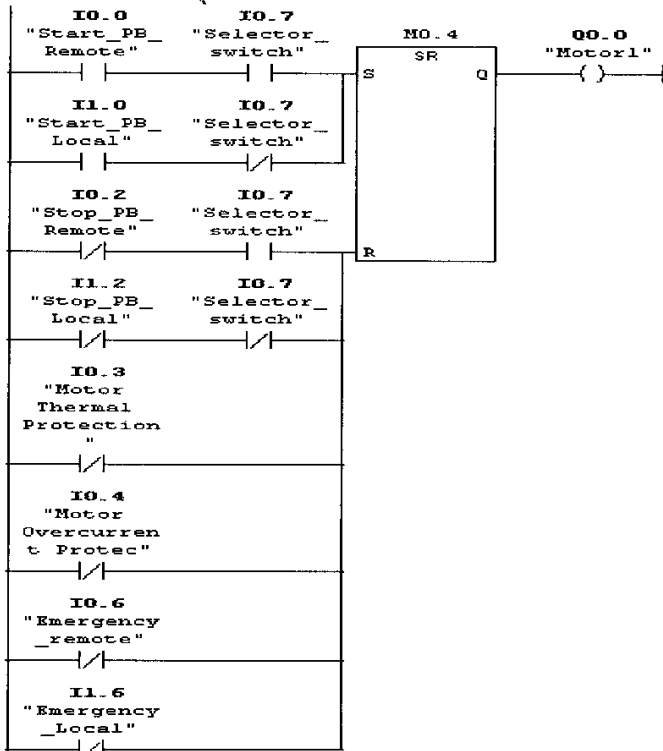 I0.0 I0.7 M0.4 Q0.0
"Start_PB_ "Selector_ SR "Motor1"
Remote" switch"
S Q
I1.0 I0.7
"Start_PB_ "Selector_
Local" switch"
I0.2 I0.7
"Stop_PB_ "Selector_
Remote" switch"
R
I1.2 I0.7
"Stop_PB_ "Selector_
Local" switch"
I0.3
"Motor
Thermal
Protection
"
I0.4
"Motor
Overcurren
t Protec"
I0.6
"Emergency
_remote"
I1.6
"Emergency
_Local"